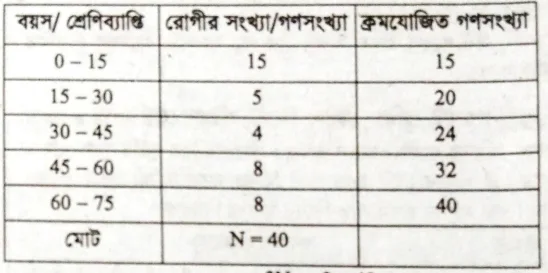 বয়স/ শ্রেণিব্যাপ্তি রোগীর সংখ্যা/গণসংখ্যা ক্রমযোজিত গণসংখ্যা
0 – 15 15 15
15 – 30 5 20
30 – 45 4 24
45 – 60 8 32
60 – 75 8 40
মোট N = 40